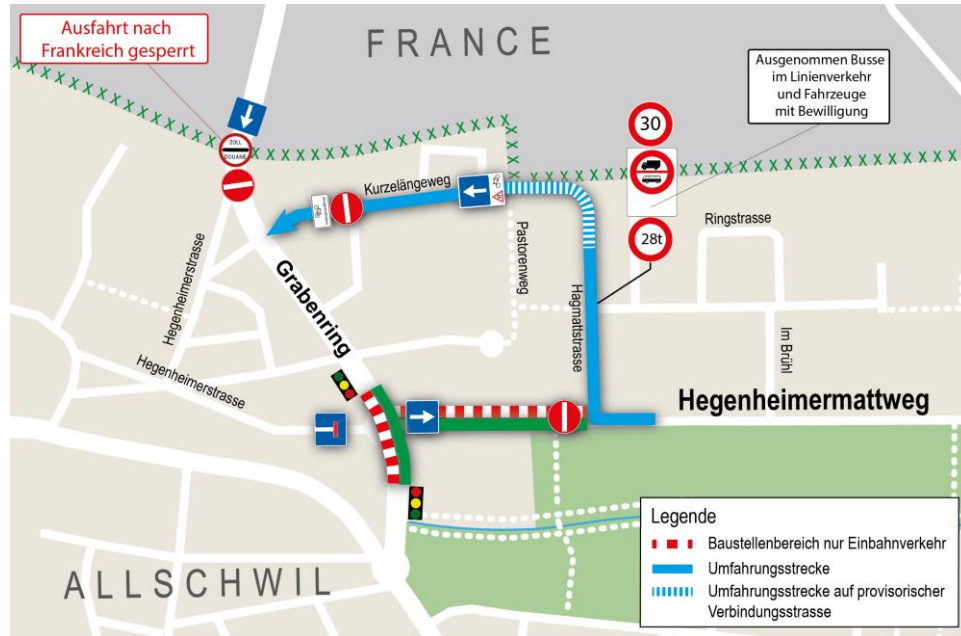 Ausfahrt nach
Frankreich gesperrt
FRANCE
Ausgenommen Busse
im Linienverkehr
und Fahrzeuge
mit Bewilligung
ZOLL
DOUANE
30
28t
Kurzelängeweg
Ringstrasse
Pastorenweg
Hagmattstrasse
Hegenheimerstrasse
Grabenring
Im Brühl
Hegenheimerstrasse
Hegenheimermattweg
ALLSCHWIL
Legende
Baustellenbereich nur Einbahnverkehr
Umfahrungsstrecke
Umfahrungsstrecke auf provisorischer
Verbindungsstrasse